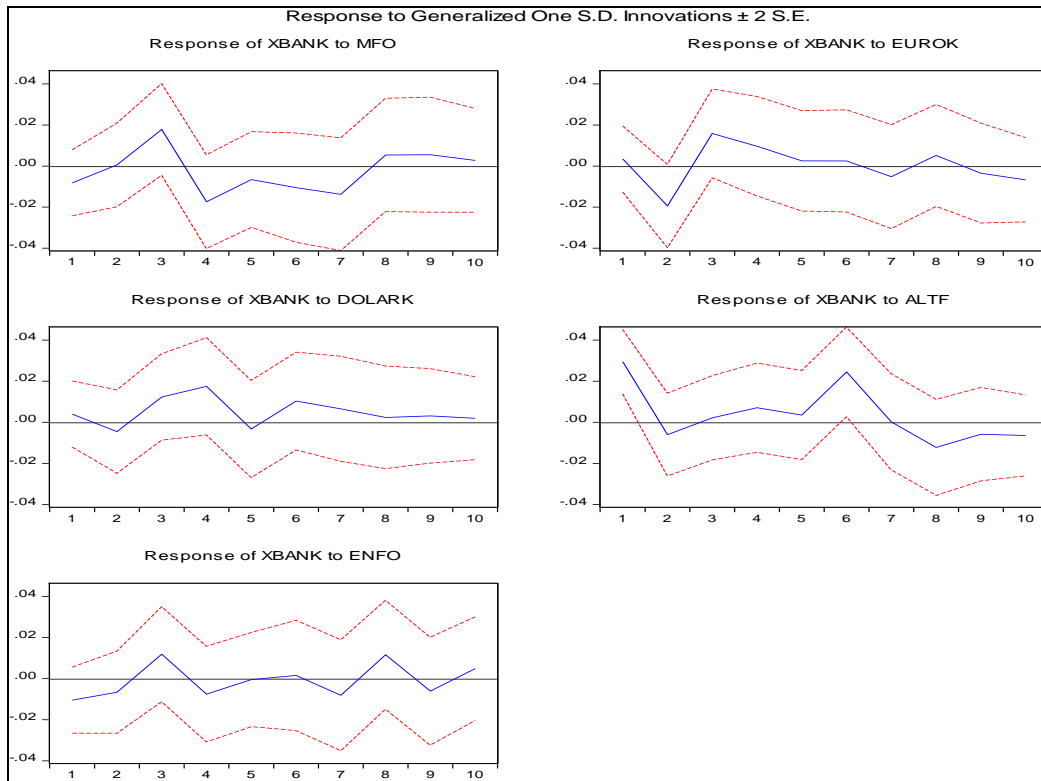 Response to Generalized One S.D. Innovations ± 2 S.E.
Response of XBANK to MFO
.04
.02
.00
-.02
-.04
1 2 3 4 5 6 7 8 9 10
Response of XBANK to EUROK
.04
.02
.00
-.02
-.04
1 2 3 4 5 6 7 8 9 10
Response of XBANK to DOLARK
.04
.02
.00
-.02
-.04
1 2 3 4 5 6 7 8 9 10
Response of XBANK to ALTF
.04
.02
.00
-.02
-.04
1 2 3 4 5 6 7 8 9 10
Response of XBANK to ENFO
.04
.02
.00
-.02
-.04
1 2 3 4 5 6 7 8 9 10